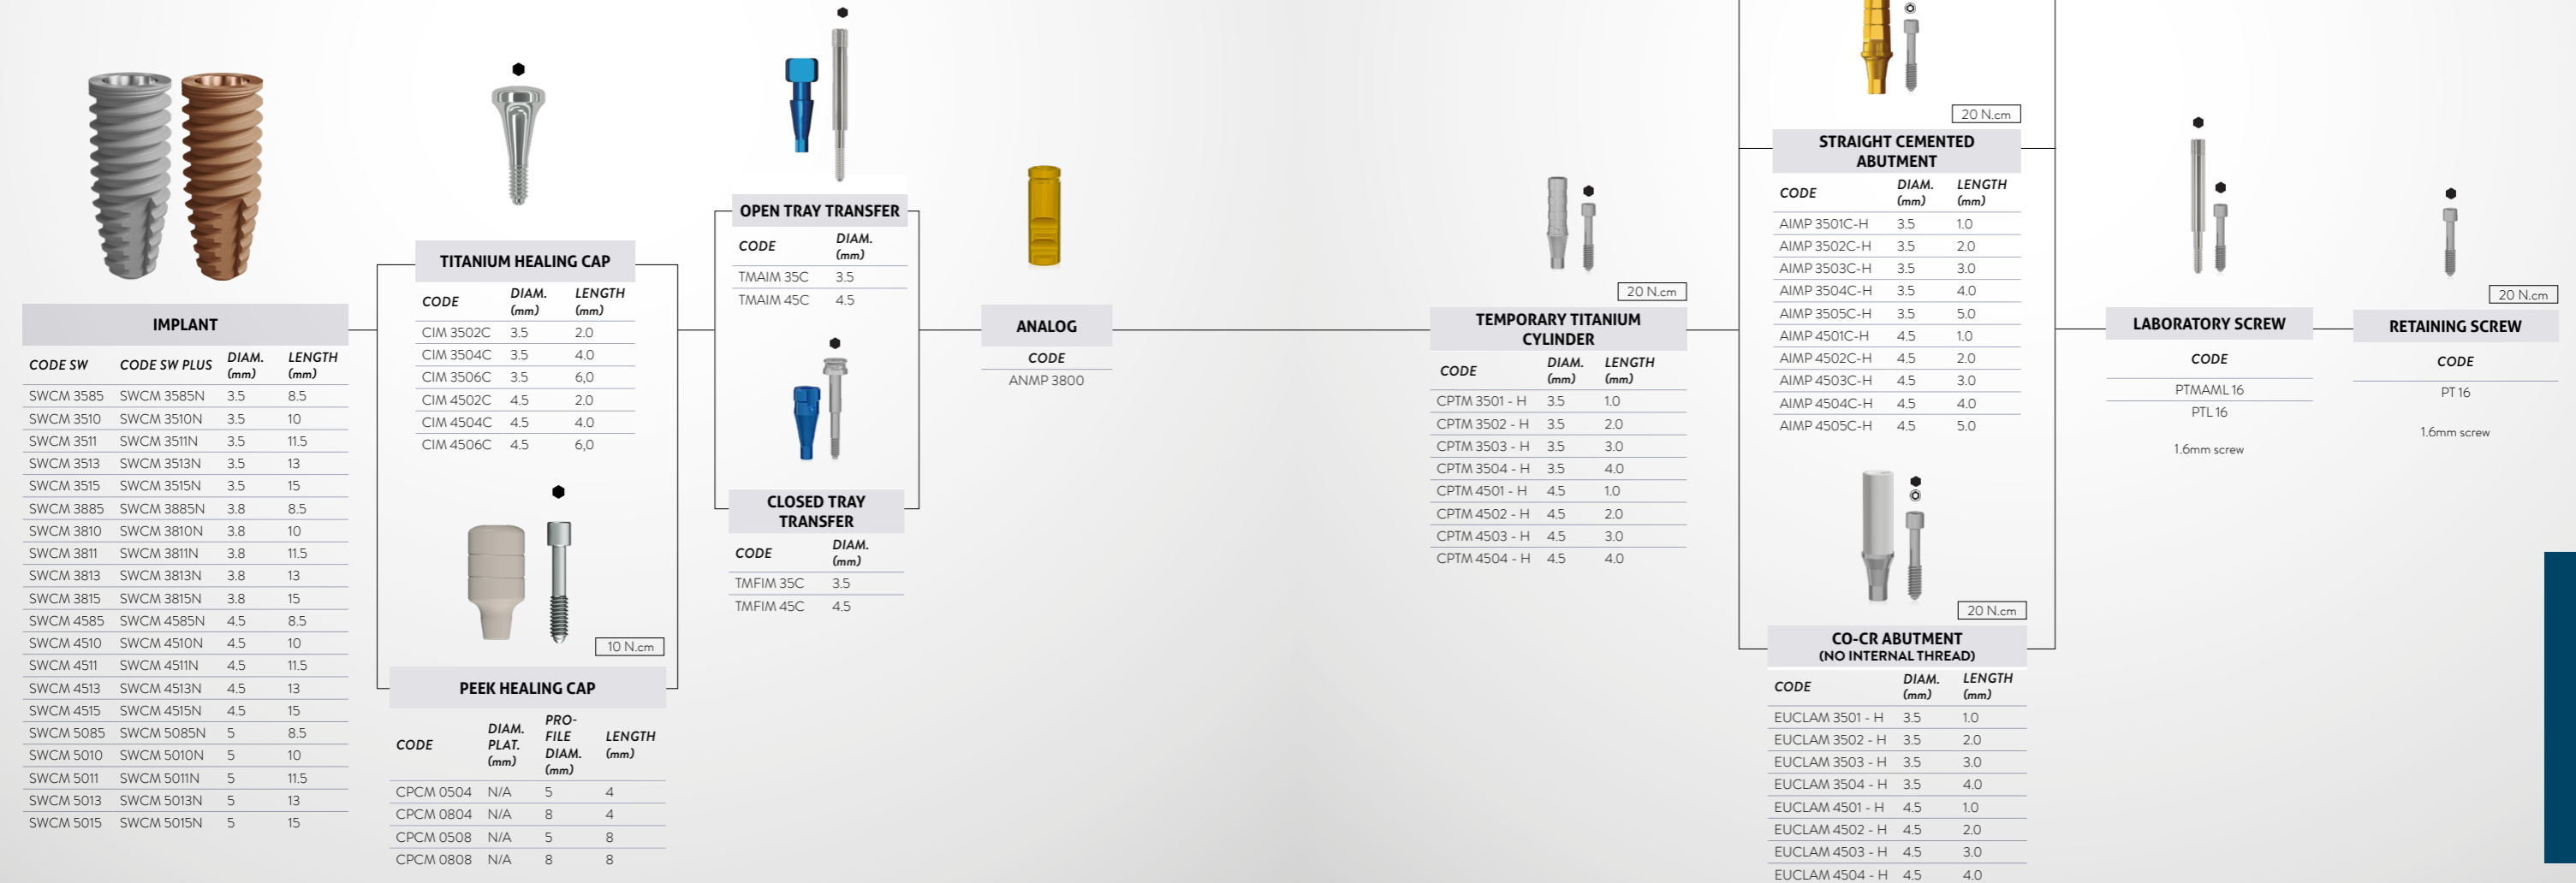 IMPLANT
CODE SW CODE SW PLUS DIAM. (mm) LENGTH (mm)
SWCM 3585 SWCM 3585N 3.5 8.5
SWCM 3510 SWCM 3510N 3.5 10
SWCM 3511 SWCM 3511N 3.5 11.5
SWCM 3513 SWCM 3513N 3.5 13
SWCM 3515 SWCM 3515N 3.5 15
SWCM 3885 SWCM 3885N 3.8 8.5
SWCM 3810 SWCM 3810N 3.8 10
SWCM 3811 SWCM 3811N 3.8 11.5
SWCM 3813 SWCM 3813N 3.8 13
SWCM 3815 SWCM 3815N 3.8 15
SWCM 4585 SWCM 4585N 4.5 8.5
SWCM 4510 SWCM 4510N 4.5 10
SWCM 4511 SWCM 4511N 4.5 11.5
SWCM 4513 SWCM 4513N 4.5 13
SWCM 4515 SWCM 4515N 4.5 15
SWCM 5085 SWCM 5085N 5 8.5
SWCM 5010 SWCM 5010N 5 10
SWCM 5011 SWCM 5011N 5 11.5
SWCM 5013 SWCM 5013N 5 13
SWCM 5015 SWCM 5015N 5 15
TITANIUM HEALING CAP
CODE DIAM. (mm) LENGTH (mm)
CIM 3502C 3.5 2.0
CIM 3504C 3.5 4.0
CIM 3506C 3.5 6,0
CIM 4502C 4.5 2.0
CIM 4504C 4.5 4.0
CIM 4506C 4.5 6,0
10 N.cm
PEEK HEALING CAP
CODE DIAM. PLAT. (mm) PRO-FILE DIAM. (mm) LENGTH (mm)
CPCM 0504 N/A 5 4
CPCM 0804 N/A 8 4
CPCM 0508 N/A 5 8
CPCM 0808 N/A 8 8
OPEN TRAY TRANSFER
CODE DIAM. (mm)
TMAIM 35C 3.5
TMAIM 45C 4.5
CLOSED TRAY
TRANSFER
CODE DIAM. (mm)
TMFIM 35C 3.5
TMFIM 45C 4.5
ANALOG
CODE
ANMP 3800
20 N.cm
TEMPORARY TITANIUM
CYLINDER
CODE DIAM. (mm) LENGTH (mm)
CPTM 3501 - H 3.5 1.0
CPTM 3502 - H 3.5 2.0
CPTM 3503 - H 3.5 3.0
CPTM 3504 - H 3.5 4.0
CPTM 4501 - H 4.5 1.0
CPTM 4502 - H 4.5 2.0
CPTM 4503 - H 4.5 3.0
CPTM 4504 - H 4.5 4.0
20 N.cm
STRAIGHT CEMENTED
ABUTMENT
CODE DIAM. (mm) LENGTH (mm)
AIMP 3501C-H 3.5 1.0
AIMP 3502C-H 3.5 2.0
AIMP 3503C-H 3.5 3.0
AIMP 3504C-H 3.5 4.0
AIMP 3505C-H 3.5 5.0
AIMP 4501C-H 4.5 1.0
AIMP 4502C-H 4.5 2.0
AIMP 4503C-H 4.5 3.0
AIMP 4504C-H 4.5 4.0
AIMP 4505C-H 4.5 5.0
20 N.cm
CO-CR ABUTMENT
(NO INTERNAL THREAD)
CODE DIAM. (mm) LENGTH (mm)
EUCLAM 3501 - H 3.5 1.0
EUCLAM 3502 - H 3.5 2.0
EUCLAM 3503 - H 3.5 3.0
EUCLAM 3504 - H 3.5 4.0
EUCLAM 4501 - H 4.5 1.0
EUCLAM 4502 - H 4.5 2.0
EUCLAM 4503 - H 4.5 3.0
EUCLAM 4504 - H 4.5 4.0
LABORATORY SCREW
CODE
PTMAML 16
PTL 16
1.6mm screw
20 N.cm
RETAINING SCREW
CODE
PT 16
1.6mm screw